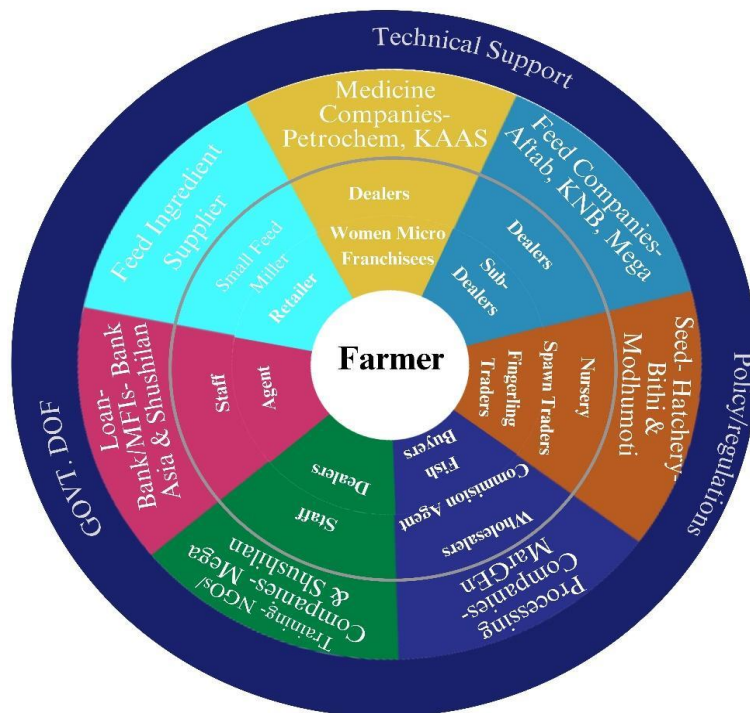 Technical Support
Policy/regulations
GOVT. DOF
Medicine
Companies-
Petrochem, KAAS
Dealers
Women Micro
Franchisees
Feed Companies-
Aftab, KNB, Mega
Dealers
Sub-
Dealers
Seed- Hatchery-
Bithi &
Modhumoti
Nursery
Spawn Traders
Fingerling
Traders
Processing
Companies-
MarGEn
Wholesalers
Commision Agent
Fish
Buyers
Training- NGOs/
Companies- Mega
& Shushilan
Staff
Dealers
Loan-
Bank/MFIs- Bank
Asia & Shushilan
Staff
Agent
Feed Ingredient
Supplier
Small Feed
Miller
Retailer
Farmer